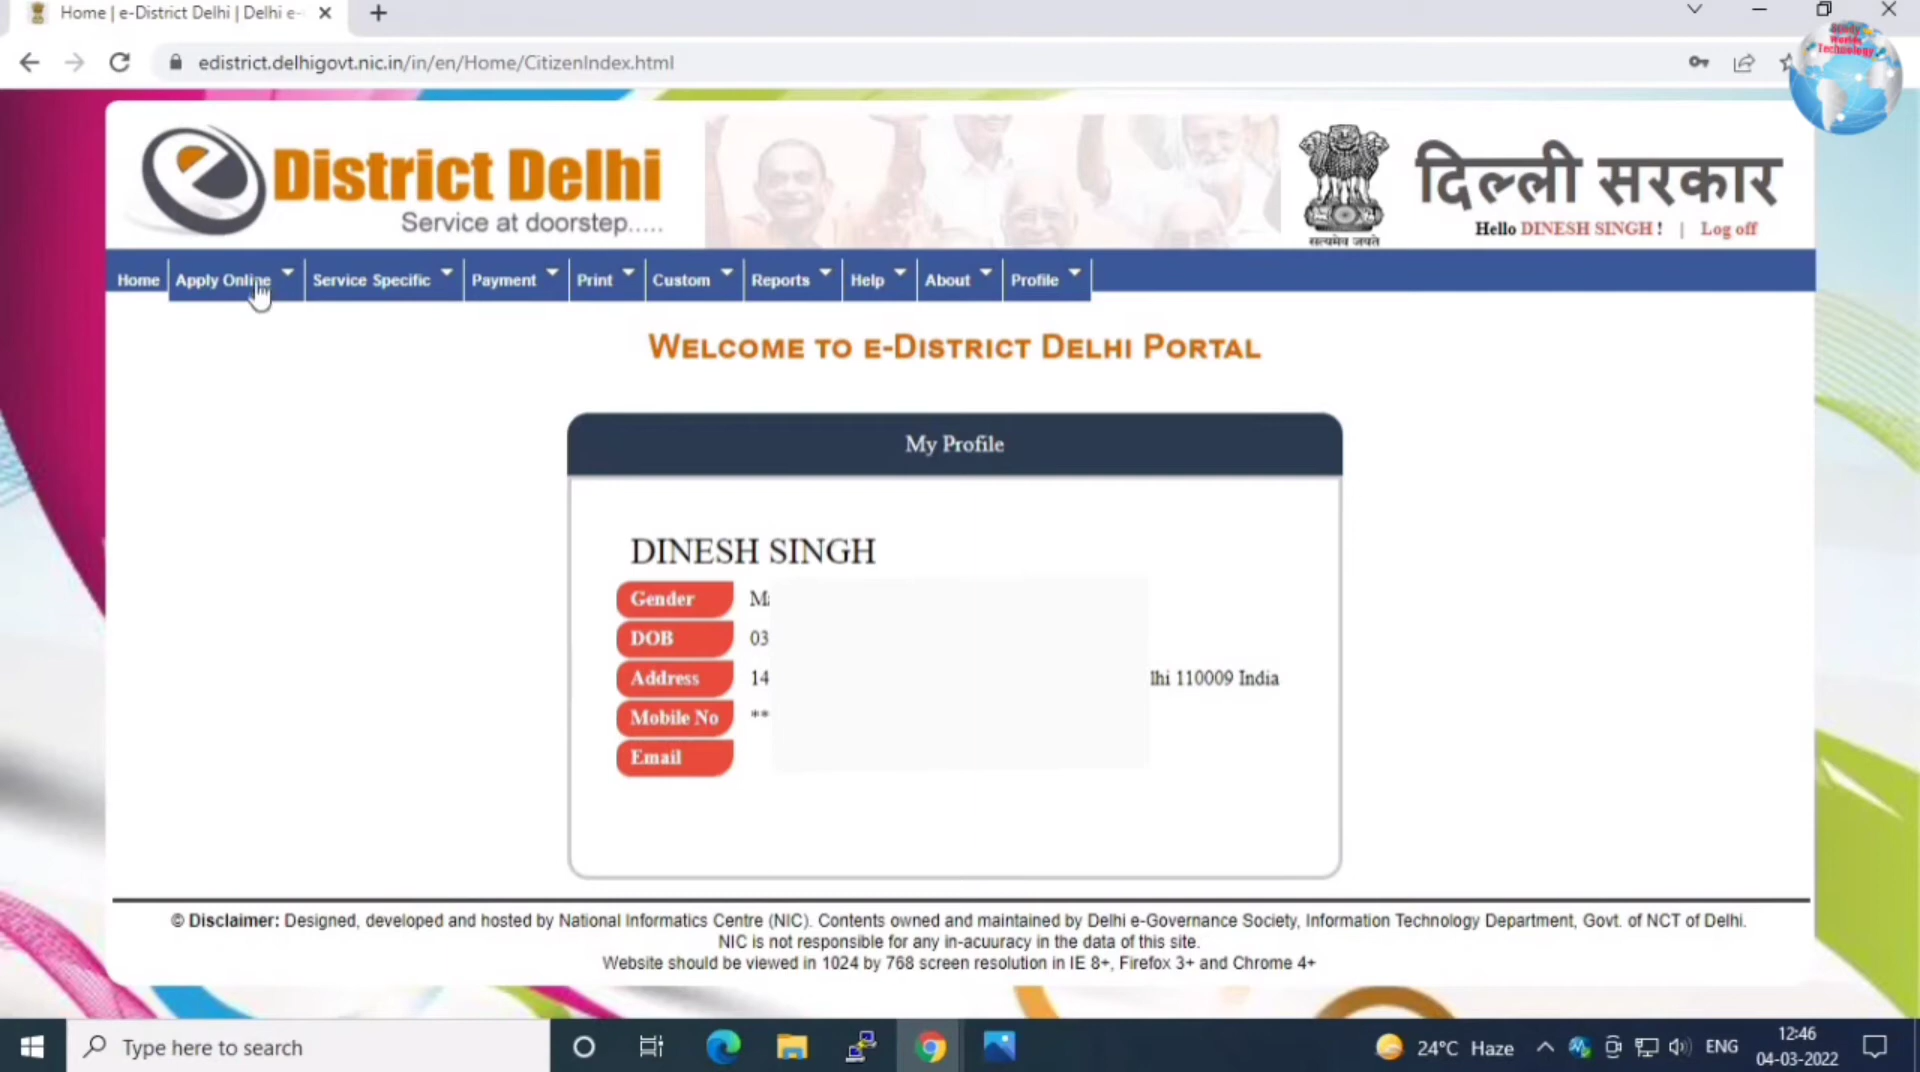 Home | e-District Delhi | Delhi e-
edistrict.delhigovt.nic.in/in/en/Home/CitizenIndex.html
Study
World
Technology
District Delhi
Service at doorstep.....
सत्यमेव जयते
दिल्ली सरकार
Hello DINESH SINGH ! | Log off
Home Apply Online Service Specific Payment Print Custom Reports Help About Profile
WELCOME TO E-DISTRICT DELHI PORTAL
My Profile
DINESH SINGH
Gender
DOB 03
Address 14 lhi 110009 India
Mobile No **
Email
© Disclaimer: Designed, developed and hosted by National Informatics Centre (NIC). Contents owned and maintained by Delhi e-Governance Society, Information Technology Department, Govt. of NCT of Delhi.
NIC is not responsible for any in-acuuracy in the data of this site.
Website should be viewed in 1024 by 768 screen resolution in IE 8+, Firefox 3+ and Chrome 4+
Type here to search
24°C Haze
ENG
12:46
04-03-2022